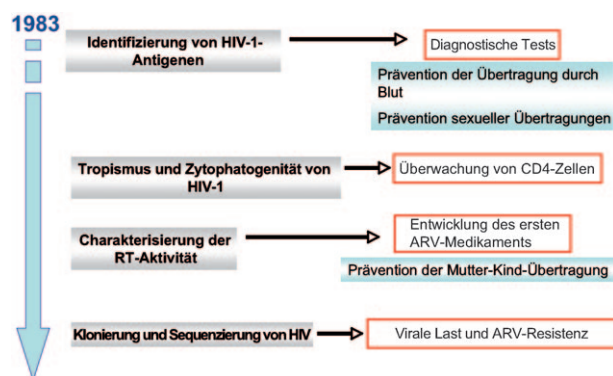 1983
Identifizierung von HIV-1-
Antigenen
Diagnostische Tests
Prävention der Übertragung durch
Blut
Prävention sexueller Übertragungen
Tropismus und Zytophatogenität von
HIV-1
Überwachung von CD4-Zellen
Charakterisierung der
RT-Aktivität
Entwicklung des ersten
ARV-Medikaments
Prävention der Mutter-Kind-Übertragung
Klonierung und Sequenzierung von HIV
Virale Last und ARV-Resistenz